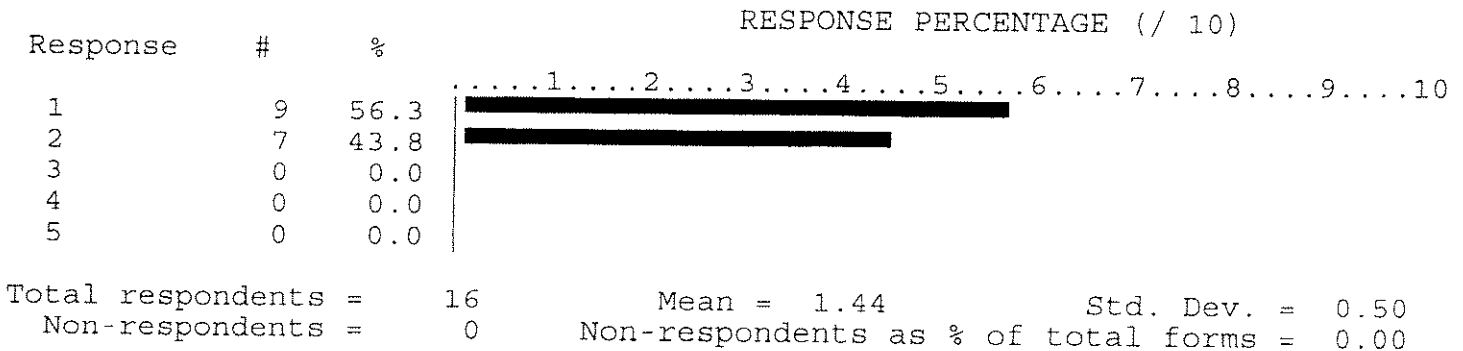 RESPONSE PERCENTAGE (/ 10)
Response # %
.....1....2....3....4....5....6....7....8....9....10
1 9 56.3
2 7 43.8
3 0 0.0
4 0 0.0
5 0 0.0
Total respondents = 16 Mean = 1.44 Std. Dev. = 0.50
Non-respondents = 0 Non-respondents as % of total forms = 0.00